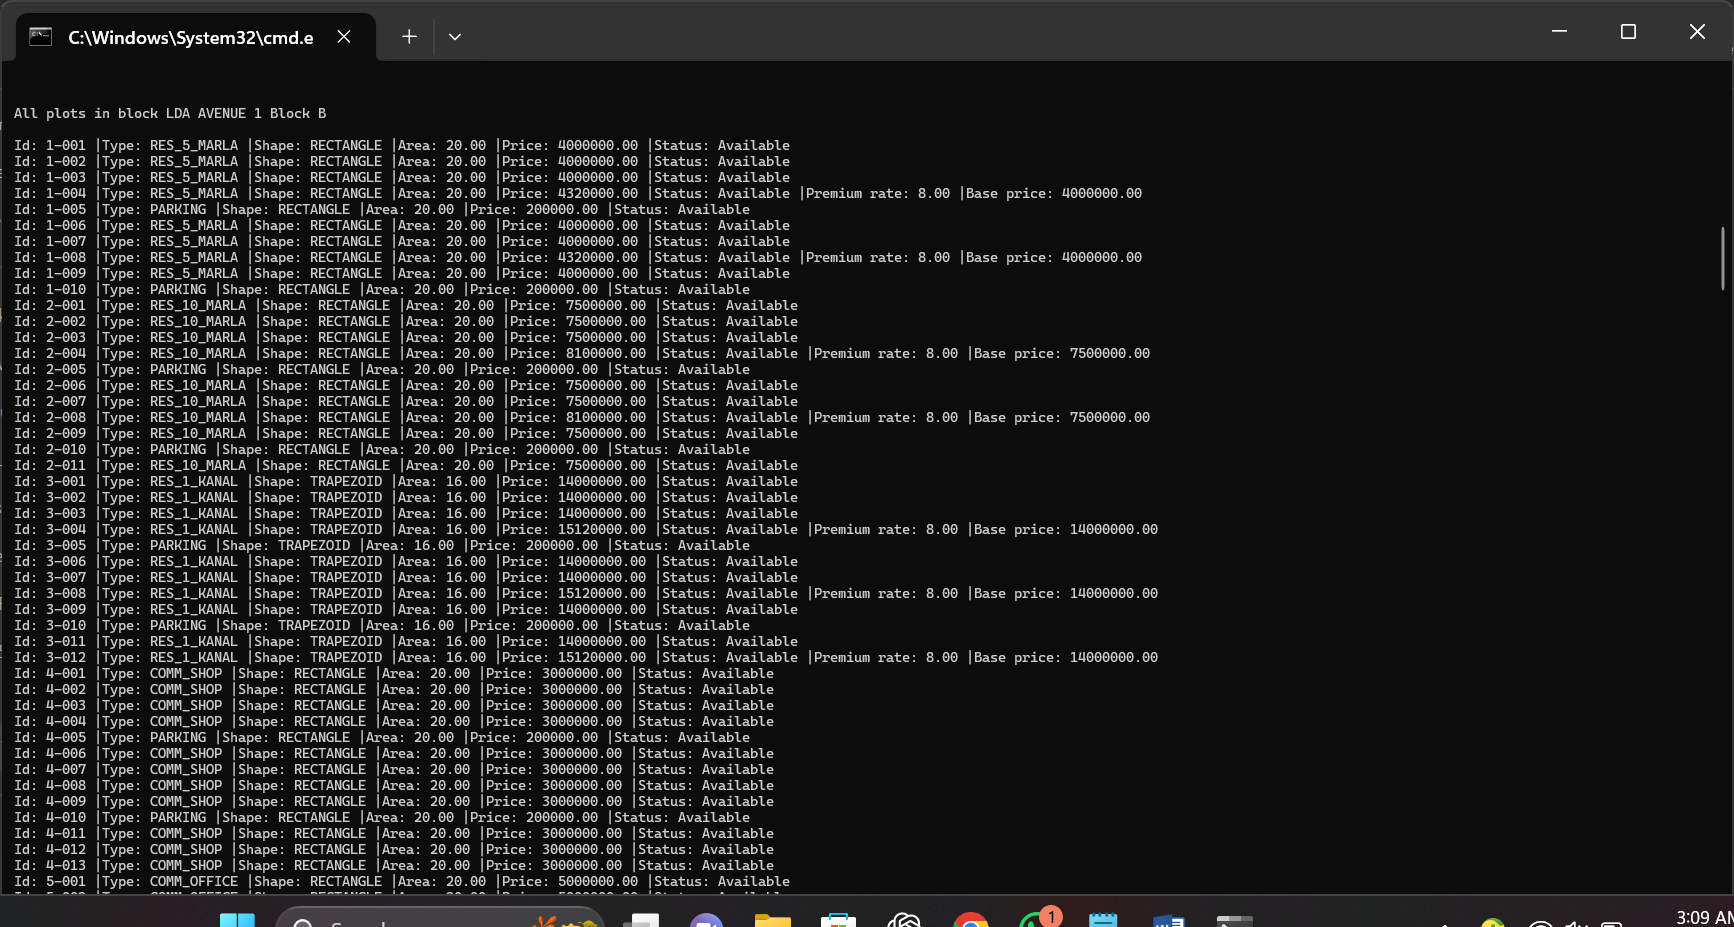 C:\Windows\System32\cmd.e
All plots in block LDA AVENUE 1 Block B
Id: 1-001 |Type: RES_5_MARLA |Shape: RECTANGLE |Area: 20.00 |Price: 4000000.00 |Status: Available
Id: 1-002 |Type: RES_5_MARLA |Shape: RECTANGLE |Area: 20.00 |Price: 4000000.00 |Status: Available
Id: 1-003 |Type: RES_5_MARLA |Shape: RECTANGLE |Area: 20.00 |Price: 4000000.00 |Status: Available
Id: 1-004 |Type: RES_5_MARLA |Shape: RECTANGLE |Area: 20.00 |Price: 4320000.00 |Status: Available |Premium rate: 8.00 |Base price: 4000000.00
Id: 1-005 |Type: PARKING |Shape: RECTANGLE |Area: 20.00 |Price: 200000.00 |Status: Available
Id: 1-006 |Type: RES_5_MARLA |Shape: RECTANGLE |Area: 20.00 |Price: 4000000.00 |Status: Available
Id: 1-007 |Type: RES_5_MARLA |Shape: RECTANGLE |Area: 20.00 |Price: 4000000.00 |Status: Available
Id: 1-008 |Type: RES_5_MARLA |Shape: RECTANGLE |Area: 20.00 |Price: 4320000.00 |Status: Available |Premium rate: 8.00 |Base price: 4000000.00
Id: 1-009 |Type: RES_5_MARLA |Shape: RECTANGLE |Area: 20.00 |Price: 4000000.00 |Status: Available
Id: 1-010 |Type: PARKING |Shape: RECTANGLE |Area: 20.00 |Price: 200000.00 |Status: Available
Id: 2-001 |Type: RES_10_MARLA |Shape: RECTANGLE |Area: 20.00 |Price: 7500000.00 |Status: Available
Id: 2-002 |Type: RES_10_MARLA |Shape: RECTANGLE |Area: 20.00 |Price: 7500000.00 |Status: Available
Id: 2-003 |Type: RES_10_MARLA |Shape: RECTANGLE |Area: 20.00 |Price: 7500000.00 |Status: Available
Id: 2-004 |Type: RES_10_MARLA |Shape: RECTANGLE |Area: 20.00 |Price: 8100000.00 |Status: Available |Premium rate: 8.00 |Base price: 7500000.00
Id: 2-005 |Type: PARKING |Shape: RECTANGLE |Area: 20.00 |Price: 200000.00 |Status: Available
Id: 2-006 |Type: RES_10_MARLA |Shape: RECTANGLE |Area: 20.00 |Price: 7500000.00 |Status: Available
Id: 2-007 |Type: RES_10_MARLA |Shape: RECTANGLE |Area: 20.00 |Price: 7500000.00 |Status: Available
Id: 2-008 |Type: RES_10_MARLA |Shape: RECTANGLE |Area: 20.00 |Price: 8100000.00 |Status: Available |Premium rate: 8.00 |Base price: 7500000.00
Id: 2-009 |Type: RES_10_MARLA |Shape: RECTANGLE |Area: 20.00 |Price: 7500000.00 |Status: Available
Id: 2-010 |Type: PARKING |Shape: RECTANGLE |Area: 20.00 |Price: 200000.00 |Status: Available
Id: 2-011 |Type: RES_10_MARLA |Shape: RECTANGLE |Area: 20.00 |Price: 7500000.00 |Status: Available
Id: 3-001 |Type: RES_1_KANAL |Shape: TRAPEZOID |Area: 16.00 |Price: 14000000.00 |Status: Available
Id: 3-002 |Type: RES_1_KANAL |Shape: TRAPEZOID |Area: 16.00 |Price: 14000000.00 |Status: Available
Id: 3-003 |Type: RES_1_KANAL |Shape: TRAPEZOID |Area: 16.00 |Price: 14000000.00 |Status: Available
Id: 3-004 |Type: RES_1_KANAL |Shape: TRAPEZOID |Area: 16.00 |Price: 15120000.00 |Status: Available |Premium rate: 8.00 |Base price: 14000000.00
Id: 3-005 |Type: PARKING |Shape: TRAPEZOID |Area: 16.00 |Price: 200000.00 |Status: Available
Id: 3-006 |Type: RES_1_KANAL |Shape: TRAPEZOID |Area: 16.00 |Price: 14000000.00 |Status: Available
Id: 3-007 |Type: RES_1_KANAL |Shape: TRAPEZOID |Area: 16.00 |Price: 14000000.00 |Status: Available
Id: 3-008 |Type: RES_1_KANAL |Shape: TRAPEZOID |Area: 16.00 |Price: 15120000.00 |Status: Available |Premium rate: 8.00 |Base price: 14000000.00
Id: 3-009 |Type: RES_1_KANAL |Shape: TRAPEZOID |Area: 16.00 |Price: 14000000.00 |Status: Available
Id: 3-010 |Type: PARKING |Shape: TRAPEZOID |Area: 16.00 |Price: 200000.00 |Status: Available
Id: 3-011 |Type: RES_1_KANAL |Shape: TRAPEZOID |Area: 16.00 |Price: 14000000.00 |Status: Available
Id: 3-012 |Type: RES_1_KANAL |Shape: TRAPEZOID |Area: 16.00 |Price: 15120000.00 |Status: Available |Premium rate: 8.00 |Base price: 14000000.00
Id: 4-001 |Type: COMM_SHOP |Shape: RECTANGLE |Area: 20.00 |Price: 3000000.00 |Status: Available
Id: 4-002 |Type: COMM_SHOP |Shape: RECTANGLE |Area: 20.00 |Price: 3000000.00 |Status: Available
Id: 4-003 |Type: COMM_SHOP |Shape: RECTANGLE |Area: 20.00 |Price: 3000000.00 |Status: Available
Id: 4-004 |Type: COMM_SHOP |Shape: RECTANGLE |Area: 20.00 |Price: 3000000.00 |Status: Available
Id: 4-005 |Type: PARKING |Shape: RECTANGLE |Area: 20.00 |Price: 200000.00 |Status: Available
Id: 4-006 |Type: COMM_SHOP |Shape: RECTANGLE |Area: 20.00 |Price: 3000000.00 |Status: Available
Id: 4-007 |Type: COMM_SHOP |Shape: RECTANGLE |Area: 20.00 |Price: 3000000.00 |Status: Available
Id: 4-008 |Type: COMM_SHOP |Shape: RECTANGLE |Area: 20.00 |Price: 3000000.00 |Status: Available
Id: 4-009 |Type: COMM_SHOP |Shape: RECTANGLE |Area: 20.00 |Price: 3000000.00 |Status: Available
Id: 4-010 |Type: PARKING |Shape: RECTANGLE |Area: 20.00 |Price: 200000.00 |Status: Available
Id: 4-011 |Type: COMM_SHOP |Shape: RECTANGLE |Area: 20.00 |Price: 3000000.00 |Status: Available
Id: 4-012 |Type: COMM_SHOP |Shape: RECTANGLE |Area: 20.00 |Price: 3000000.00 |Status: Available
Id: 4-013 |Type: COMM_SHOP |Shape: RECTANGLE |Area: 20.00 |Price: 3000000.00 |Status: Available
Id: 5-001 |Type: COMM_OFFICE |Shape: RECTANGLE |Area: 20.00 |Price: 5000000.00 |Status: Available
1
3:09 AM